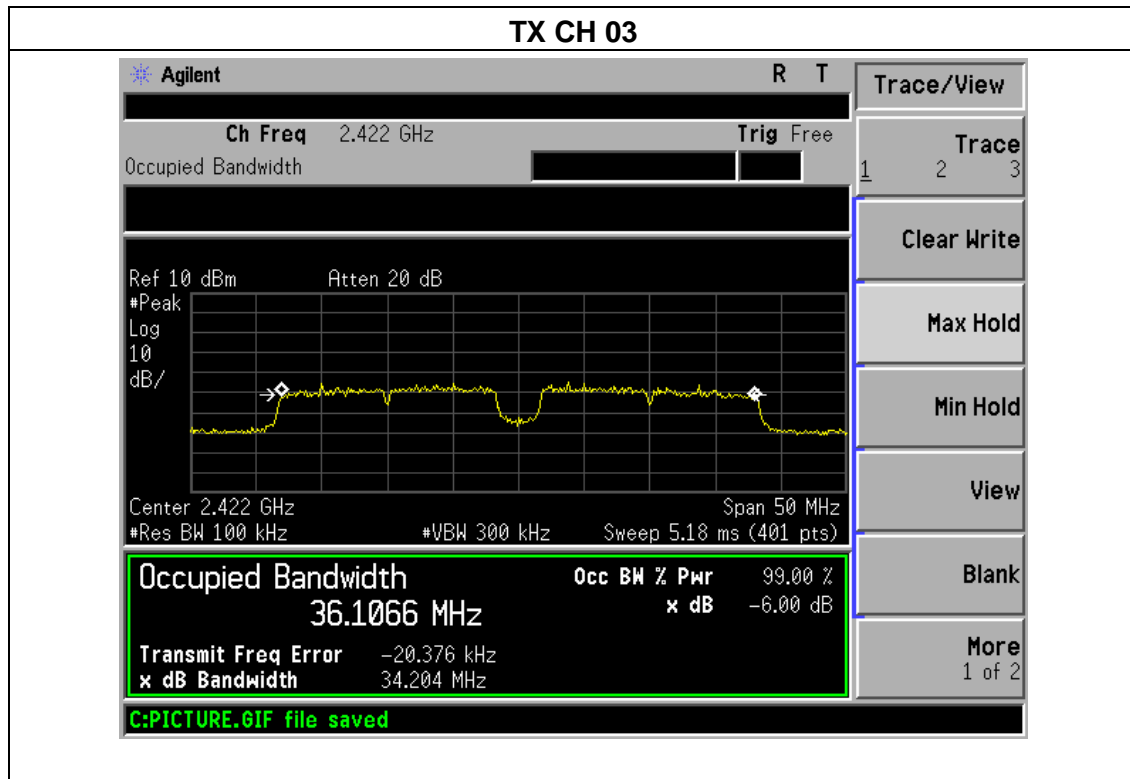 TX CH 03
Agilent R T
Trace/View
Ch Freq 2.422 GHz Trig Free
Occupied Bandwidth
Trace
1 2 3
Clear Write
Ref 10 dBm Atten 20 dB
#Peak
Log
10
dB/
Max Hold
Min Hold
View
Center 2.422 GHz Span 50 MHz
#Res BW 100 kHz #VBW 300 kHz Sweep 5.18 ms (401 pts)
Occupied Bandwidth Occ BW % Pwr 99.00 %
36.1066 MHz x dB -6.00 dB
Blank
Transmit Freq Error -20.376 kHz
x dB Bandwidth 34.204 MHz
More
1 of 2
C:PICTURE.GIF file saved